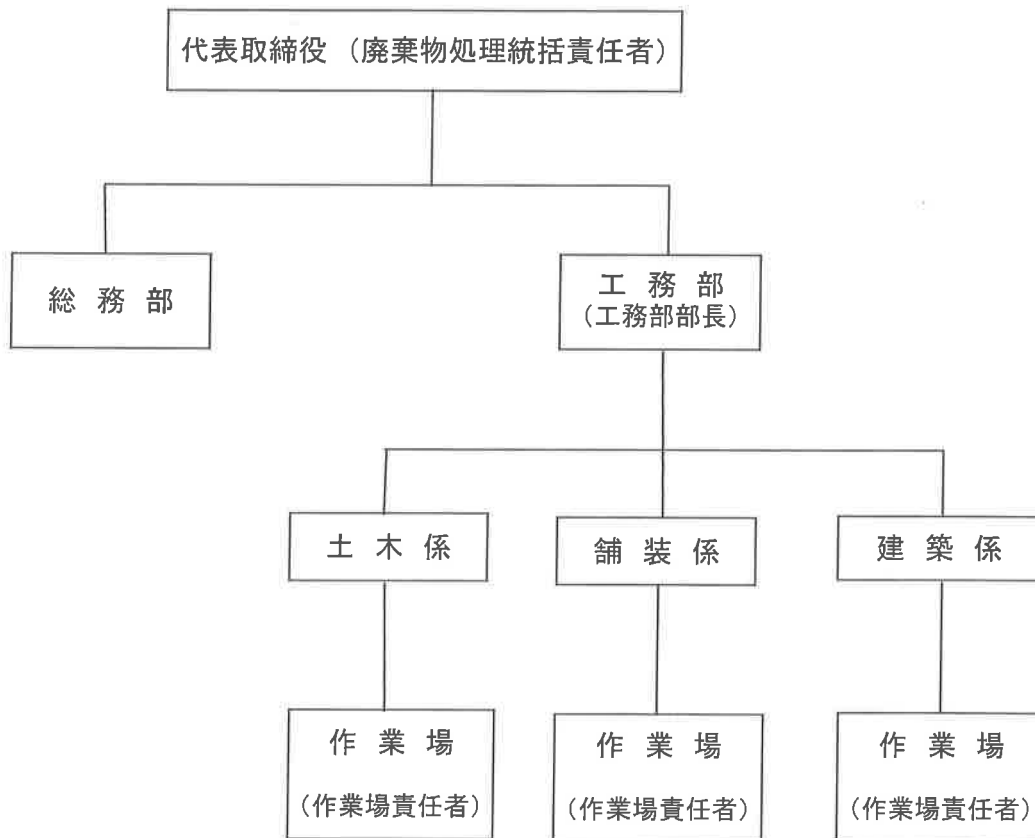 代表取締役（廃棄物処理統括責任者）
総務部
工務部
（工務部部長）
土木係
舗装係
建築係
作業場
（作業場責任者）
作業場
（作業場責任者）
作業場
（作業場責任者）